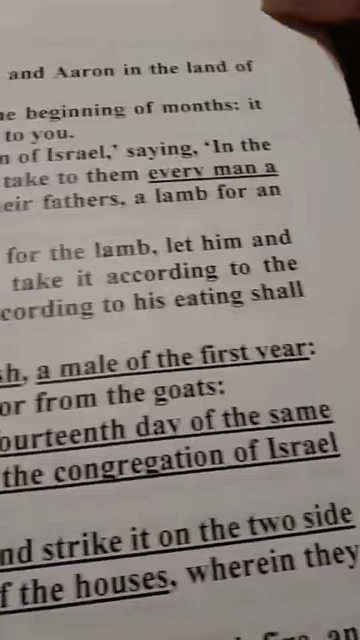 and Aaron in the land of
beginning of months: it
to you.
of Israel,’ saying, ‘In the
take to them every man a
fathers, a lamb for an
for the lamb, let him and
take it according to the
cording to his eating shall
sh, a male of the first year:
or from the goats:
ourteenth day of the same
the congregation of Israel
nd strike it on the two side
f the houses, wherein they